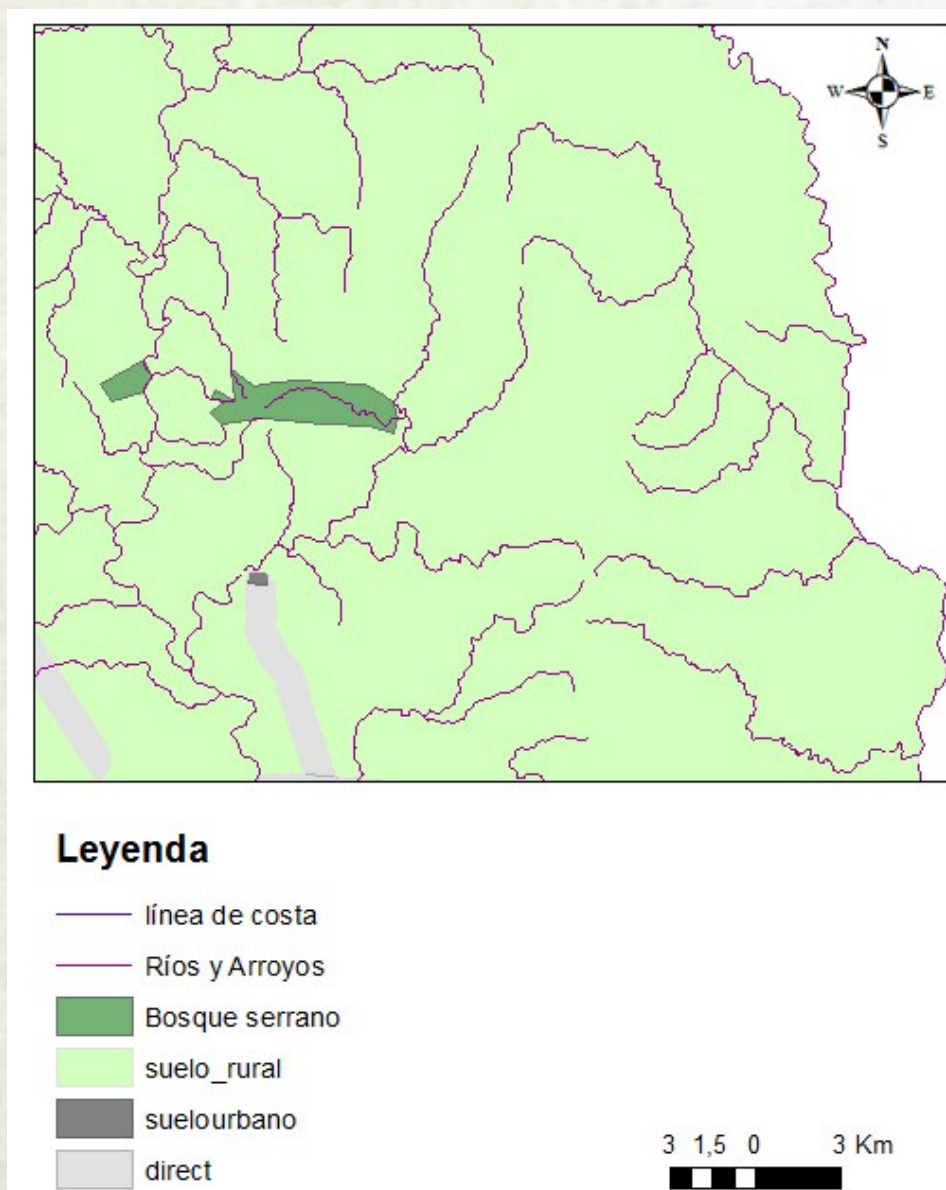 N
W E
S
Leyenda
línea de costa
Ríos y Arroyos
Bosque serrano
suelo_rural
suelourbano
direct
3 1,5 0 3 Km